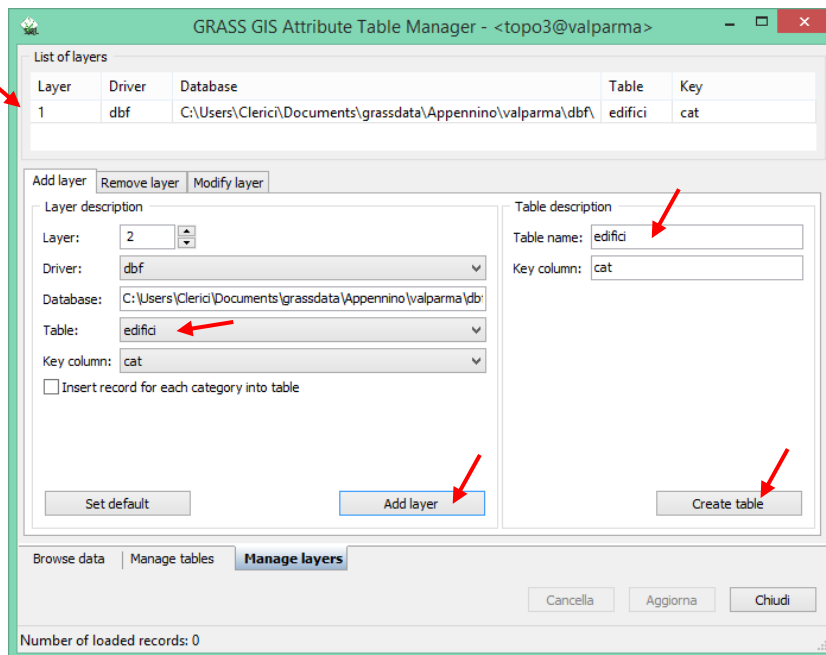 GRASS GIS Attribute Table Manager - <topo3@valparma>
List of layers
Layer Driver Database Table Key
1 dbf C:\Users\Clerici\Documents\grassdata\Appennino\valparma\dbf\ edifici cat
Add layer Remove layer Modify layer
Layer description
Layer: 2
Driver: dbf
Database: C:\Users\Clerici\Documents\grassdata\Appennino\valparma\db
Table: edifici
Key column: cat
Insert record for each category into table
Set default Add layer
Table description
Table name: edifici
Key column: cat
Create table
Browse data Manage tables Manage layers
Cancella Aggiorna Chiudi
Number of loaded records: 0